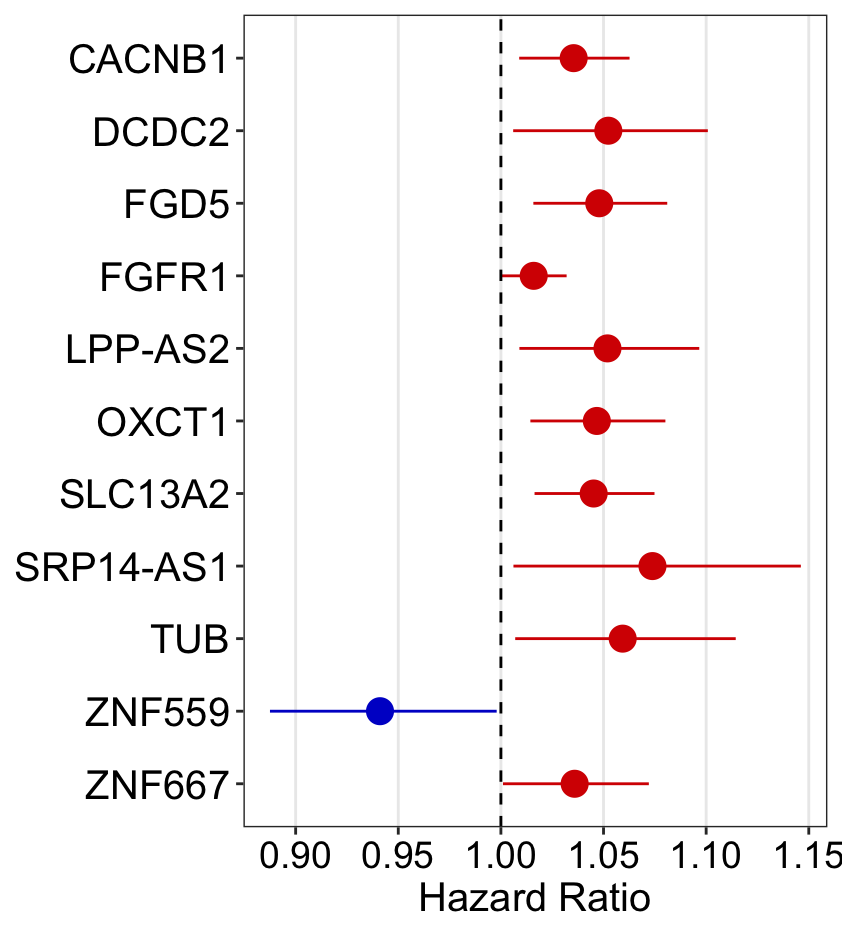 CACNB1
DCDC2
FGD5
FGFR1
LPP-AS2
OXCT1
SLC13A2
SRP14-AS1
TUB
ZNF559
ZNF667
0.90 0.95 1.00 1.05 1.10 1.15
Hazard Ratio